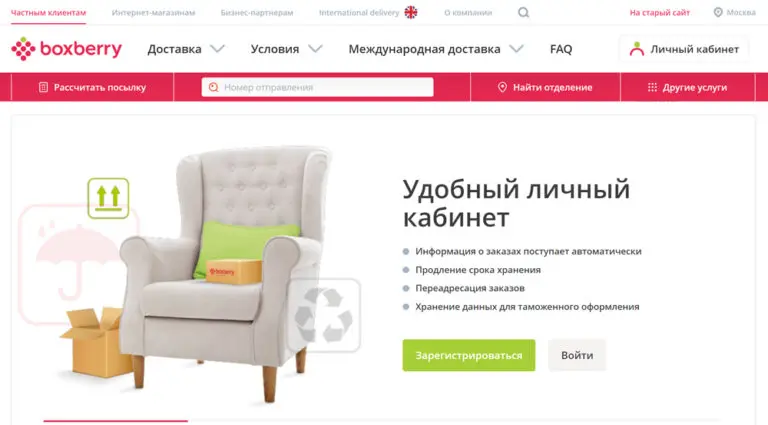 Частным клиентам Интернет-магазинам Бизнес-партнерам International delivery О компании На старый сайт Москва
boxberry Доставка Условия Международная доставка FAQ Личный кабинет
Рассчитать посылку Номер отправления Найти отделение Другие услуги
Удобный личный
кабинет
boxberry
Информация о заказах поступает автоматически
Продление срока хранения
Переадресация заказов
Хранение данных для таможенного оформления
Зарегистрироваться Войти